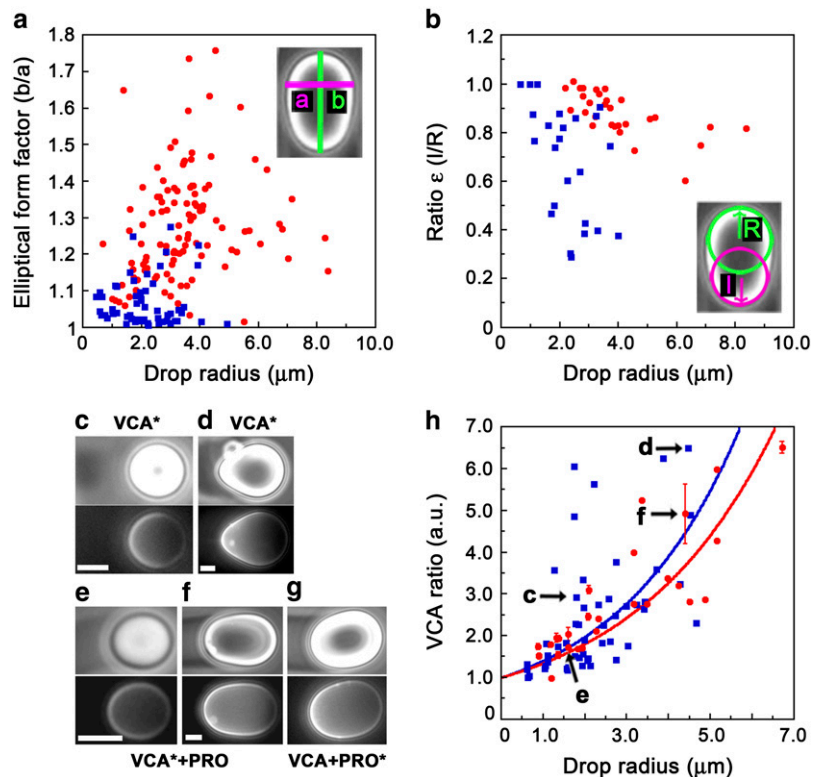 a
Elliptical form factor (b/a)
1.8
1.7
1.6
1.5
1.4
1.3
1.2
1.1
1
0 2.0 4.0 6.0 8.0 10.0
Drop radius (μm)
a b
b
Ratio ε (l/R)
1.2
1.0
0.8
0.6
0.4
0.2
0
0 2.0 4.0 6.0 8.0 10.0
Drop radius (μm)
R
l
c
VCA*
d
VCA*
e
f
g
VCA*+PRO
VCA+PRO*
h
VCA ratio (a.u.)
7.0
6.0
5.0
4.0
3.0
2.0
1.0
0
1.0 3.0 5.0 7.0
Drop radius (μm)
d
f
c
e